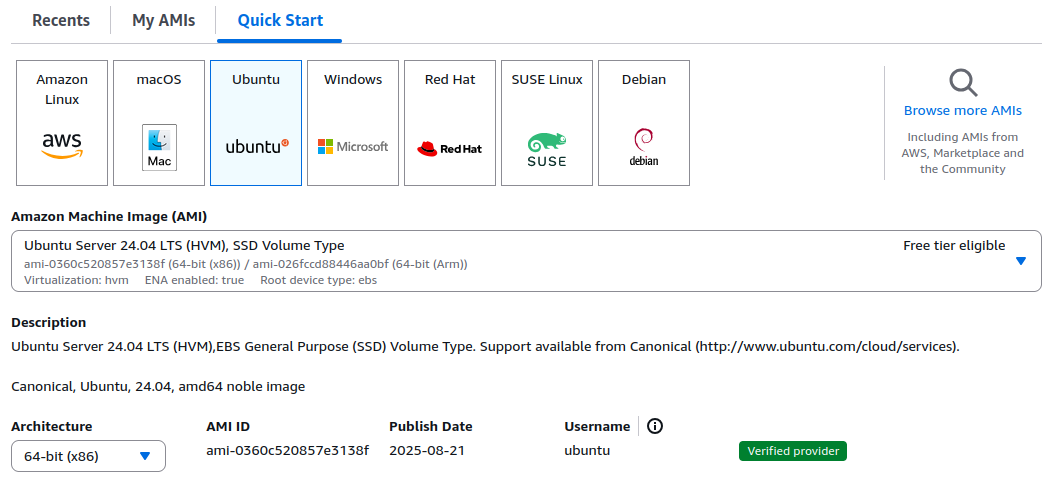 Recents My AMIs Quick Start
Amazon Linux
aws
macOS
Mac
Ubuntu
ubuntu
Windows
Microsoft
Red Hat
Red Hat
SUSE Linux
SUSE
Debian
debian
Browse more AMIs
Including AMIs from
AWS, Marketplace and
the Community
Amazon Machine Image (AMI)
Ubuntu Server 24.04 LTS (HVM), SSD Volume Type Free tier eligible
ami-0360c520857e3138f (64-bit (x86)) / ami-026fccd88446aa0bf (64-bit (Arm))
Virtualization: hvm ENA enabled: true Root device type: ebs
Description
Ubuntu Server 24.04 LTS (HVM),EBS General Purpose (SSD) Volume Type. Support available from Canonical (http://www.ubuntu.com/cloud/services).
Canonical, Ubuntu, 24.04, amd64 noble image
Architecture AMI ID Publish Date Username
64-bit (x86) ami-0360c520857e3138f 2025-08-21 ubuntu Verified provider